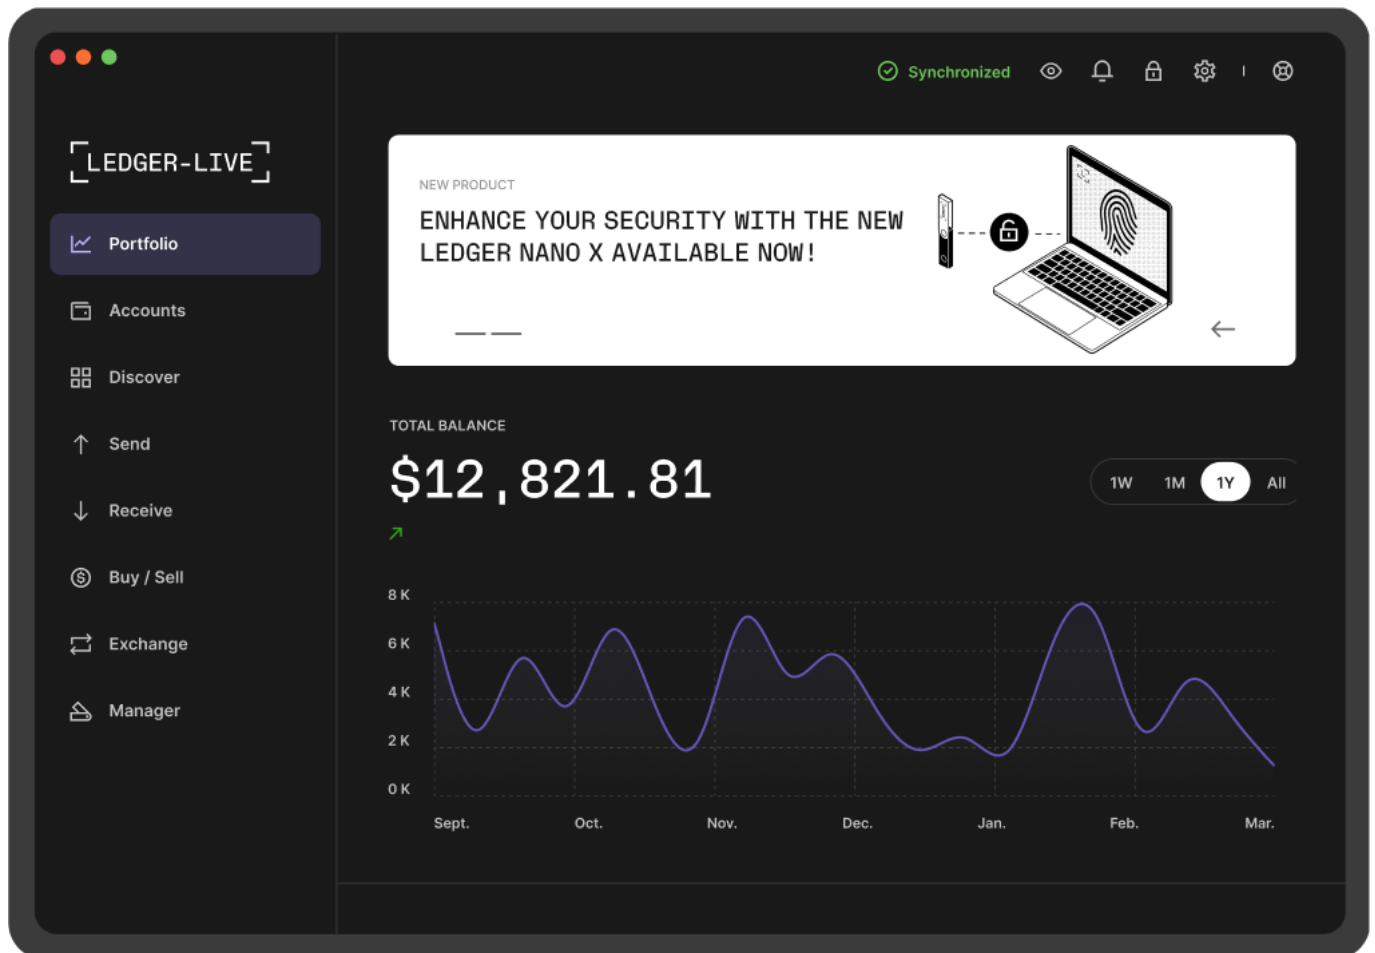 Synchronized
LEDGER-LIVE
Portfolio
Accounts
Discover
Send
Receive
Buy / Sell
Exchange
Manager
NEW PRODUCT
ENHANCE YOUR SECURITY WITH THE NEW
LEDGER NANO X AVAILABLE NOW!
TOTAL BALANCE
$12,821.81
1W 1M 1Y All
8 K
6 K
4 K
2 K
0 K
Sept. Oct. Nov. Dec. Jan. Feb. Mar.